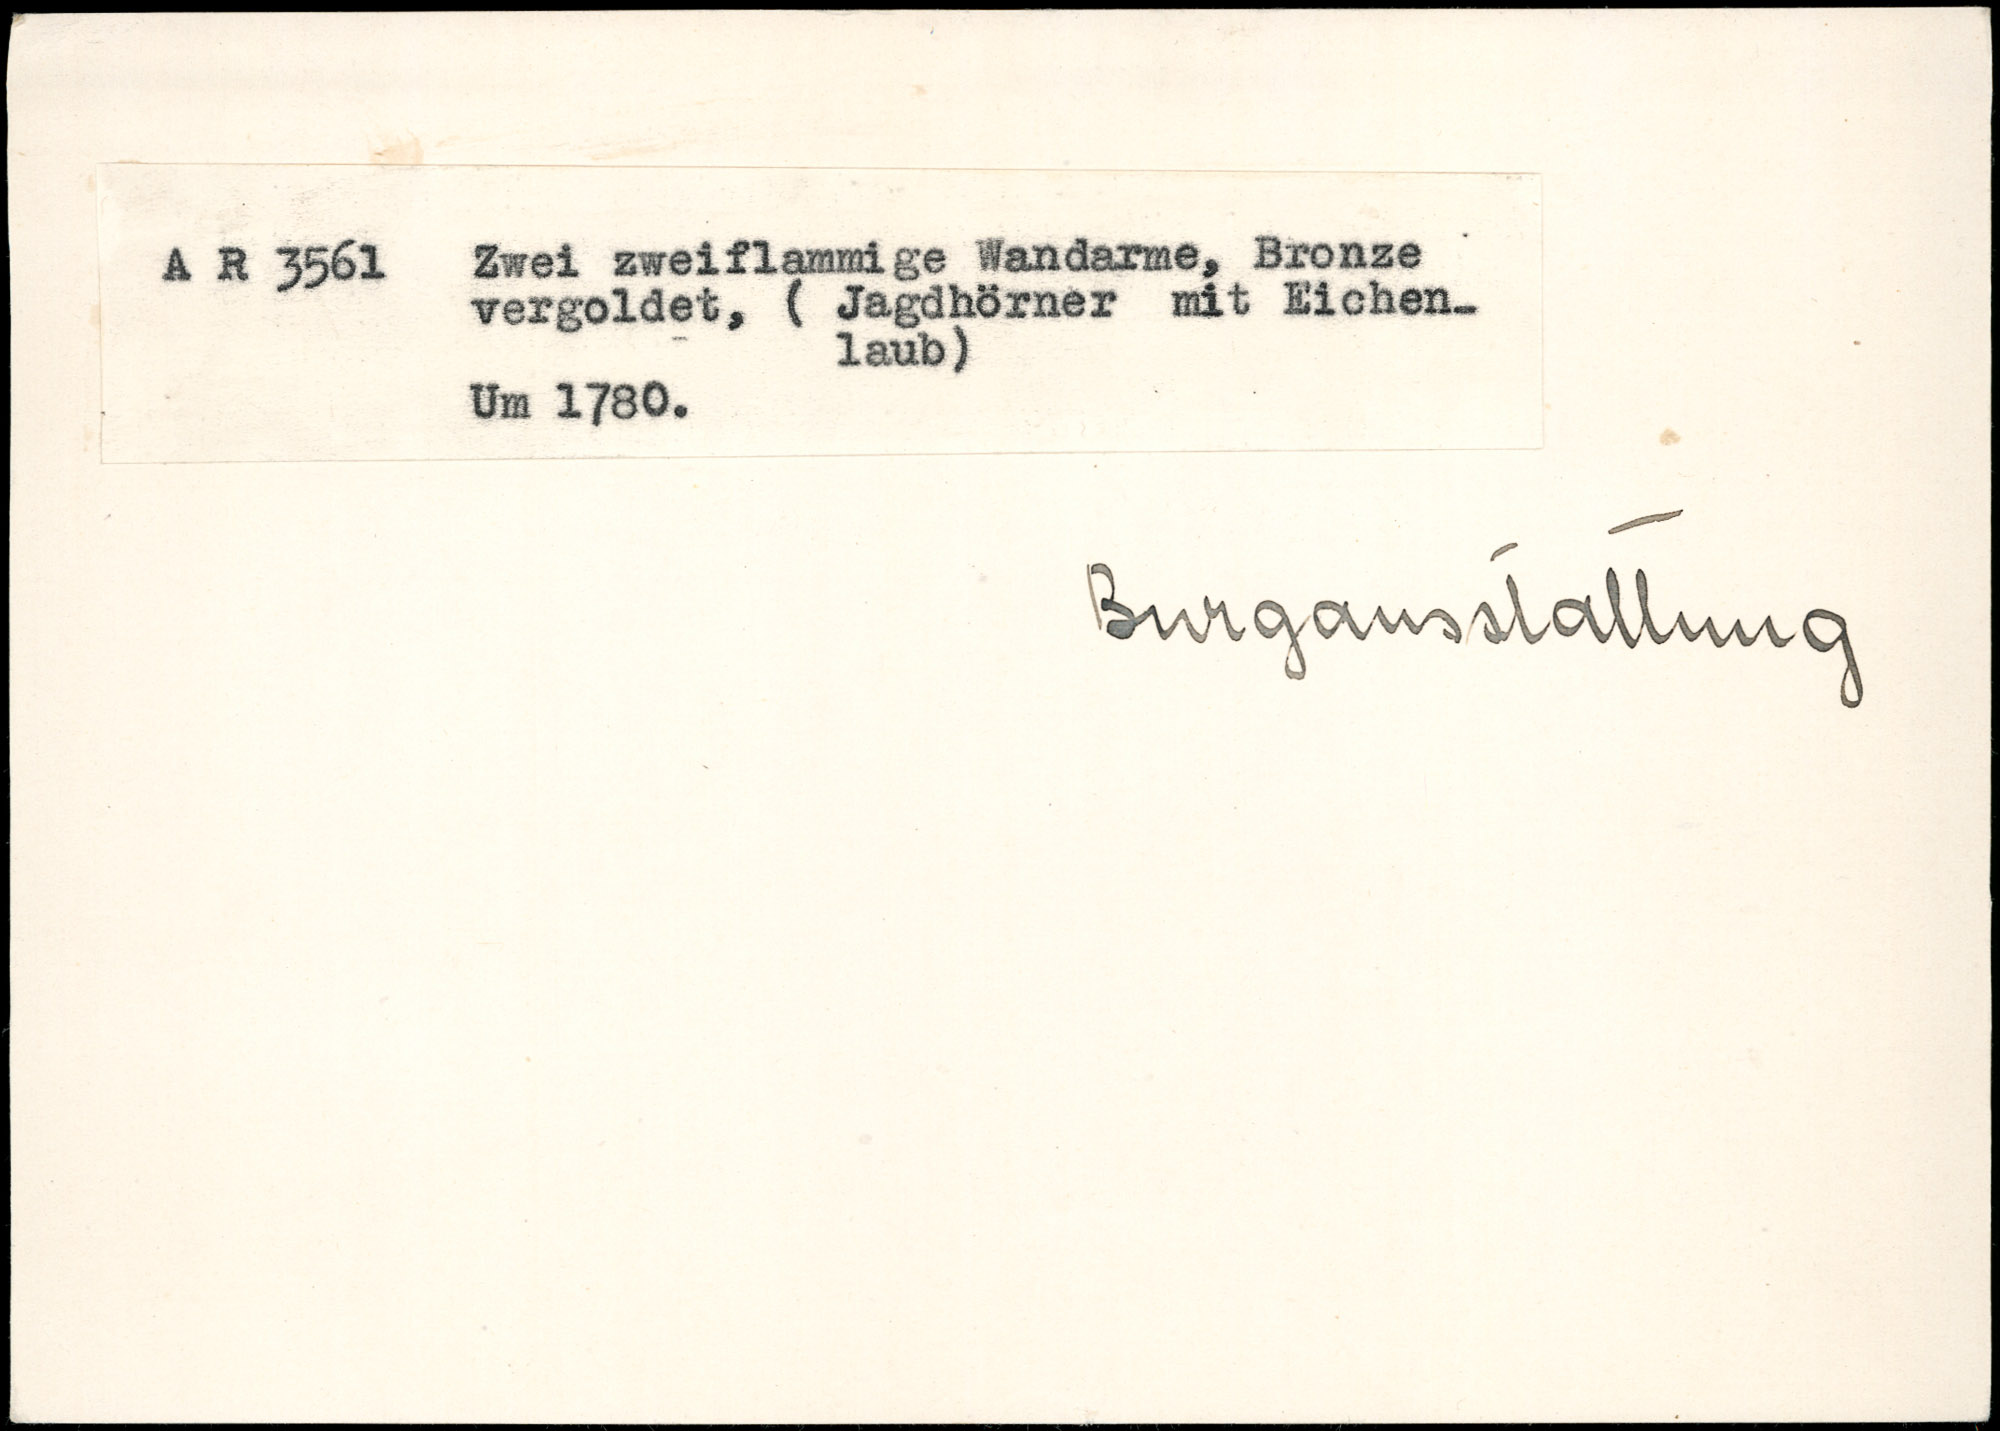 A R 3561 Zwei zweiflammige Wandarme, Bronze
vergoldet, ( Jagdhörner mit Eichen-
laub)
Um 1780.
Burgausstattung